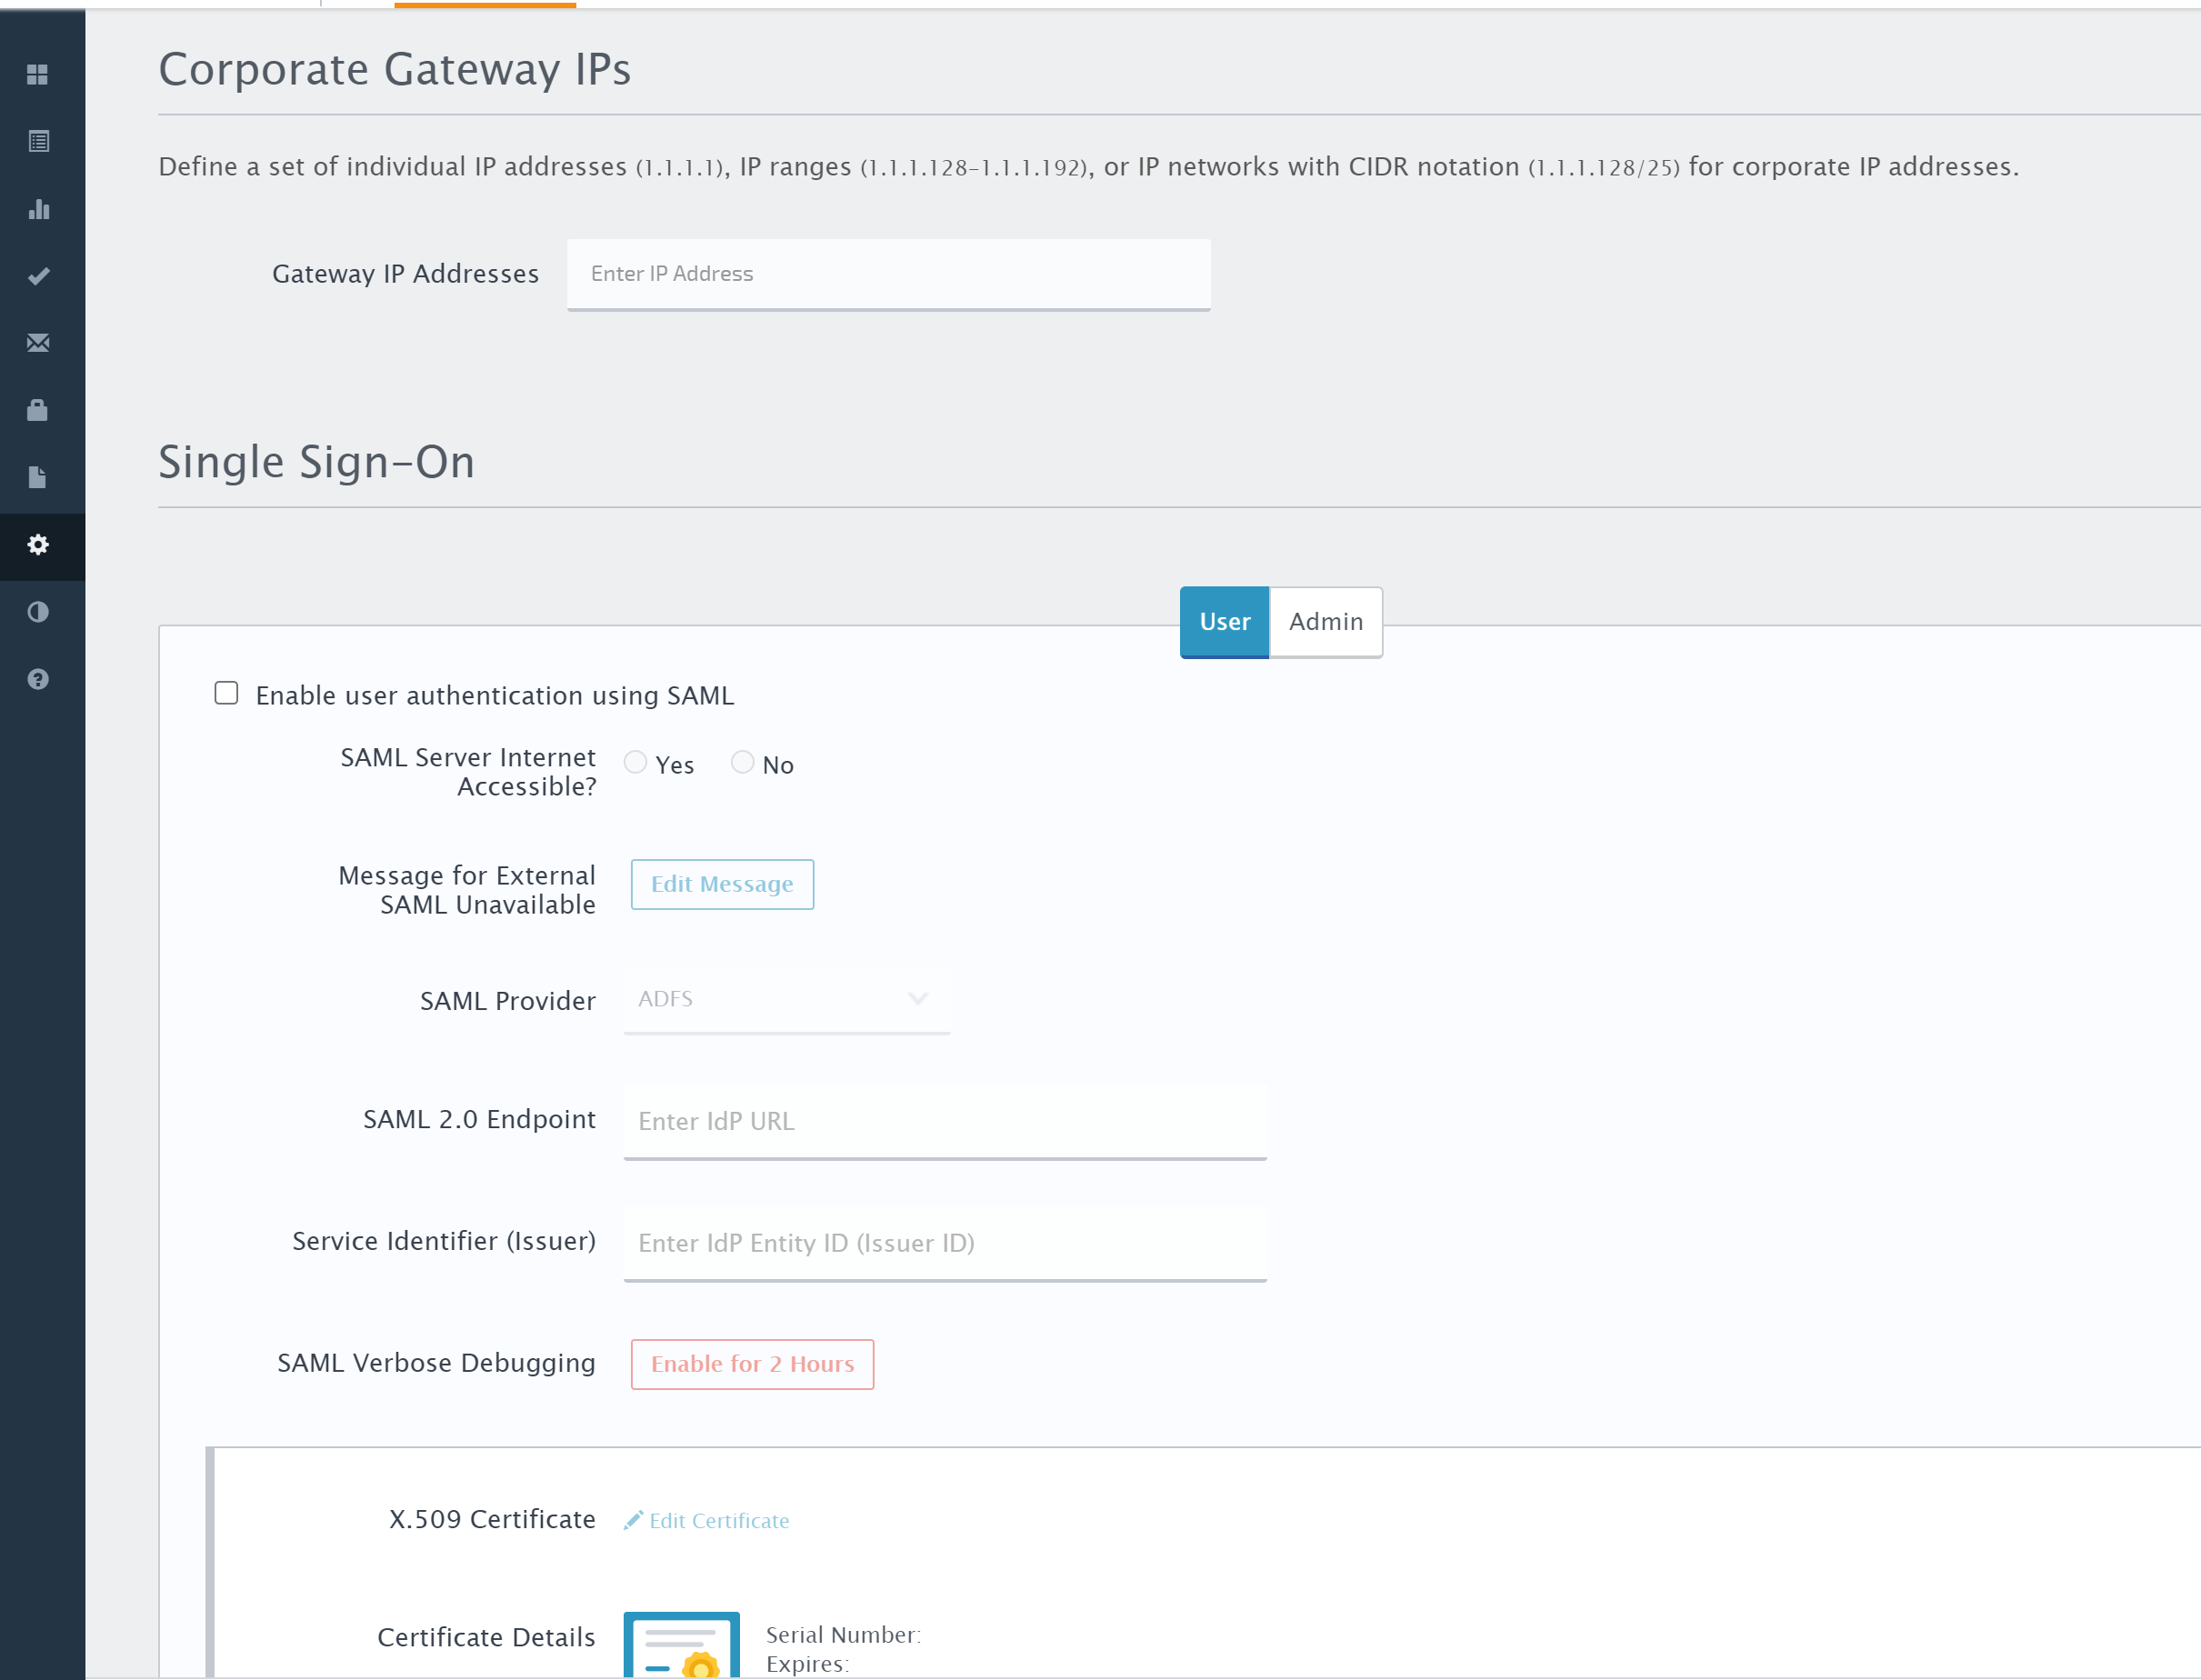 Corporate Gateway IPs
Define a set of individual IP addresses (1.1.1.1), IP ranges (1.1.1.128-1.1.1.192), or IP networks with CIDR notation (1.1.1.128/25) for corporate IP addresses.
Gateway IP Addresses Enter IP Address
Single Sign-On
User Admin
Enable user authentication using SAML
SAML Server Internet
Accessible?
Yes No
Message for External
SAML Unavailable
Edit Message
SAML Provider ADFS
SAML 2.0 Endpoint Enter IdP URL
Service Identifier (Issuer) Enter IdP Entity ID (Issuer ID)
SAML Verbose Debugging Enable for 2 Hours
X.509 Certificate Edit Certificate
Certificate Details Serial Number:
Expires: